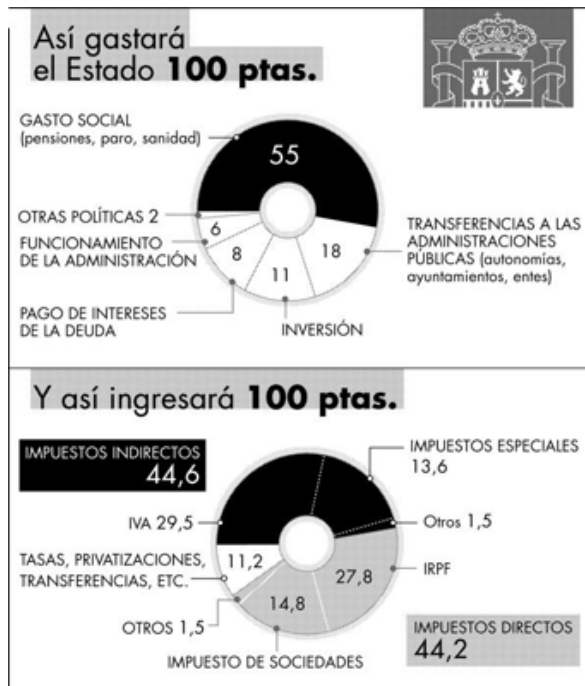 Así gastará
el Estado 100 ptas.
GASTO SOCIAL
(pensiones, paro, sanidad)
55
OTRAS POLÍTICAS 2
6
FUNCIONAMIENTO
DE LA ADMINISTRACIÓN
8
11
18
TRANSFERENCIAS A LAS
ADMINISTRACIONES
PÚBLICAS (autonomías,
ayuntamientos, entes)
PAGO DE INTERESES
DE LA DEUDA
INVERSIÓN
Y así ingresará 100 ptas.
IMPUESTOS INDIRECTOS
44,6
IMPUESTOS ESPECIALES
13,6
IVA 29,5
Otros 1,5
TASAS, PRIVATIZACIONES,
TRANSFERENCIAS, ETC.
11,2
27,8
IRPF
14,8
OTROS 1,5
IMPUESTO DE SOCIEDADES
IMPUESTOS DIRECTOS
44,2